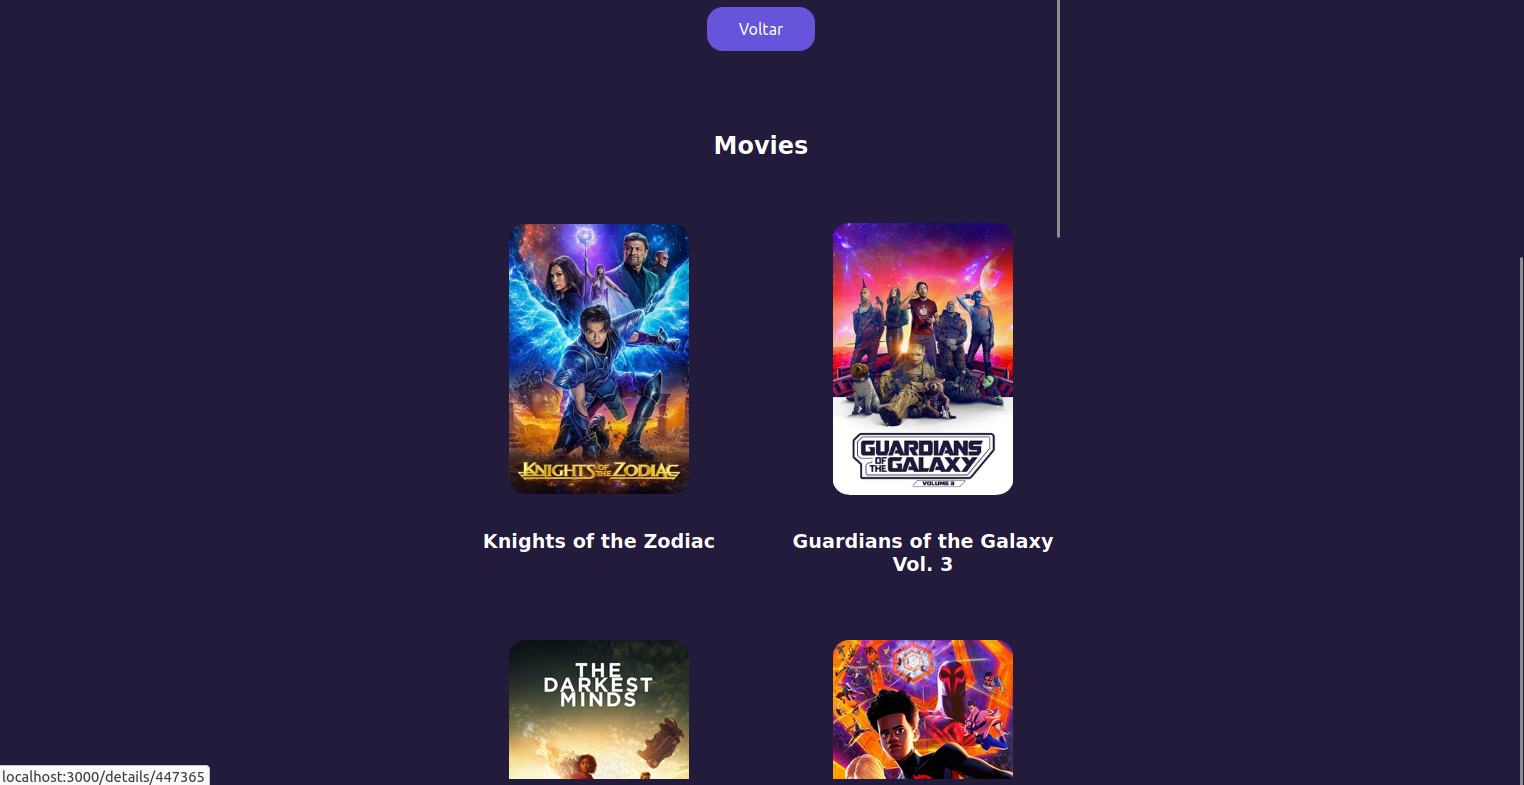 Voltar
Movies
KNIGHTS OF THE ZODIAC
GUARDIANS
OF THE GALAXY
VOLUME 3
Knights of the Zodiac
Guardians of the Galaxy
Vol. 3
THE
DARKEST
MINDS
localhost:3000/details/447365